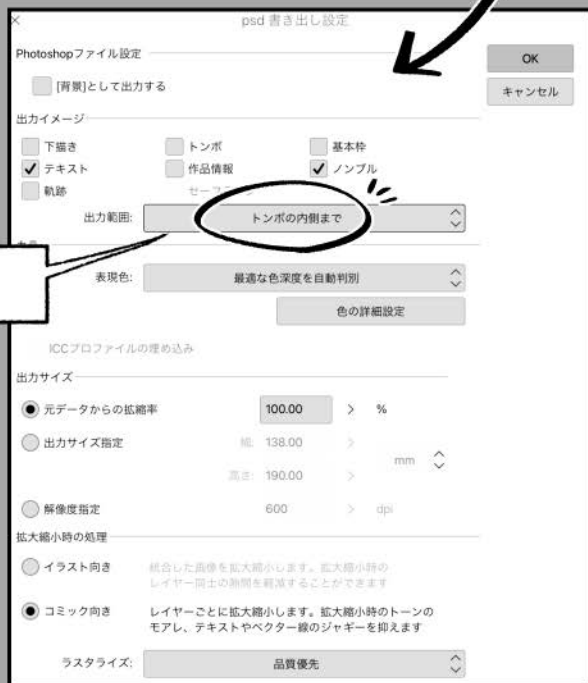 psd 書き出し設定
Photoshopファイル設定
OK
[背景]として出力する
キャンセル
出力イメージ
下描き
トンボ
基本枠
テキスト
作品情報
ノンブル
軌跡
出力範囲:
トンボの内側まで
表現色:
最適な色深度を自動判別
色の詳細設定
ICCプロファイルの埋め込み
出力サイズ
元データからの拡縮率
100.00
%
出力サイズ指定
幅: 138.00
mm
高さ: 190.00
解像度指定
600
dpi
拡大縮小時の処理
イラスト向き
統合した画像を拡大縮小します。拡大縮小時の
レイヤー同士の隙間を軽減することができます
コミック向き
レイヤーごとに拡大縮小します。拡大縮小時のトーンの
モアレ、テキストやベクター線のジャギーを抑えます
ラスタライズ:
品質優先